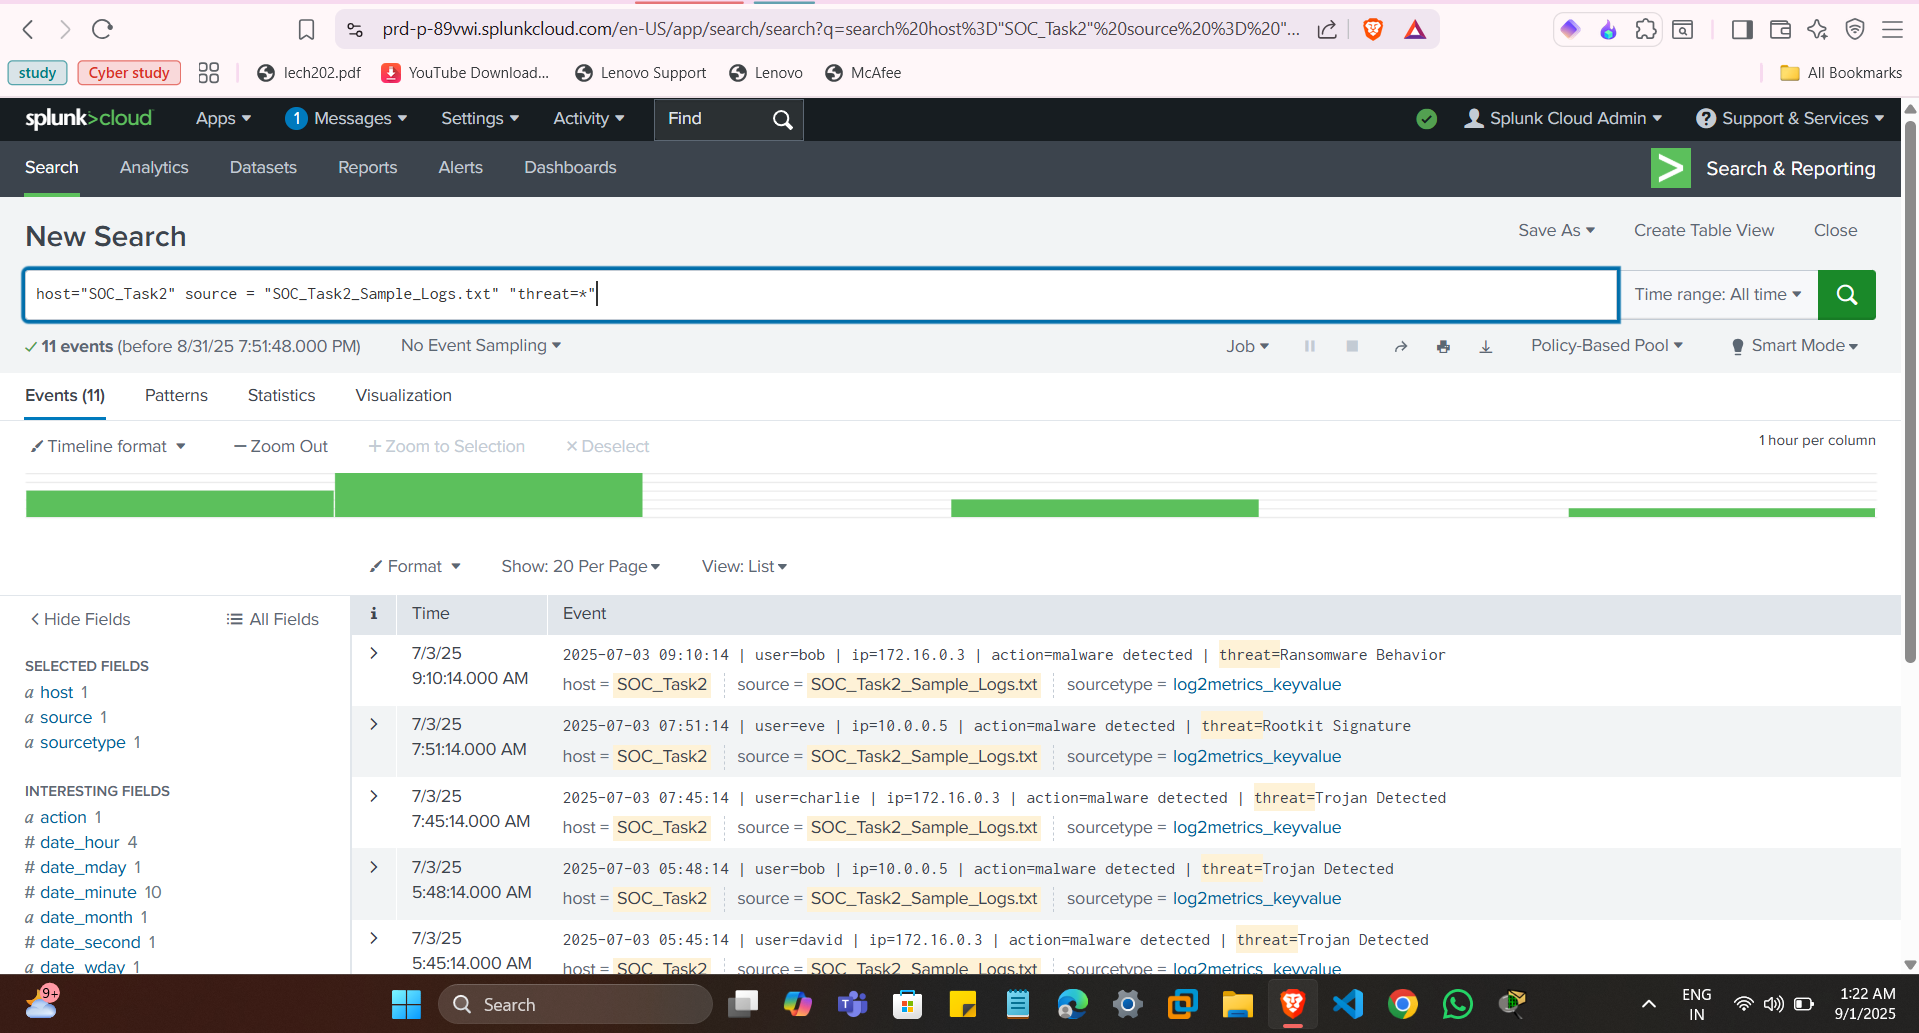 prd-p-89vwi.splunkcloud.com/en-US/app/search/search?q=search%20host%3D"SOC_Task2"%20source%20%3D%20"...
study Cyber study lech202.pdf YouTube Download... Lenovo Support Lenovo McAfee All Bookmarks
splunk>cloud Apps 1 Messages Settings Activity Find Splunk Cloud Admin ? Support & Services
Search Analytics Datasets Reports Alerts Dashboards > Search & Reporting
New Search Save As Create Table View Close
host="SOC_Task2" source = "SOC_Task2_Sample_Logs.txt" "threat=*" Time range: All time
11 events (before 8/31/25 7:51:48.000 PM) No Event Sampling Job Policy-Based Pool Smart Mode
Events (11) Patterns Statistics Visualization
Timeline format — Zoom Out + Zoom to Selection × Deselect 1 hour per column
Format Show: 20 Per Page View: List
< Hide Fields All Fields
SELECTED FIELDS
a host 1
a source 1
a sourcetype 1
INTERESTING FIELDS
a action 1
# date_hour 4
# date_mday 1
# date_minute 10
a date_month 1
# date_second 1
a date_wday 1
i Time Event
> 7/3/25 2025-07-03 09:10:14 | user=bob | ip=172.16.0.3 | action=malware detected | threat=Ransomware Behavior
9:10:14.000 AM host = SOC_Task2 source = SOC_Task2_Sample_Logs.txt sourcetype = log2metrics_keyvalue
> 7/3/25 2025-07-03 07:51:14 | user=eve | ip=10.0.0.5 | action=malware detected | threat=Rootkit Signature
7:51:14.000 AM host = SOC_Task2 source = SOC_Task2_Sample_Logs.txt sourcetype = log2metrics_keyvalue
> 7/3/25 2025-07-03 07:45:14 | user=charlie | ip=172.16.0.3 | action=malware detected | threat=Trojan Detected
7:45:14.000 AM host = SOC_Task2 source = SOC_Task2_Sample_Logs.txt sourcetype = log2metrics_keyvalue
> 7/3/25 2025-07-03 05:48:14 | user=bob | ip=10.0.0.5 | action=malware detected | threat=Trojan Detected
5:48:14.000 AM host = SOC_Task2 source = SOC_Task2_Sample_Logs.txt sourcetype = log2metrics_keyvalue
> 7/3/25 2025-07-03 05:45:14 | user=david | ip=172.16.0.3 | action=malware detected | threat=Trojan Detected
5:45:14.000 AM host = SOC_Task2 source = SOC_Task2_Sample_Logs.txt sourcetype = log2metrics_keyvalue
9+ Search ENG 1:22 AM
IN 9/1/2025